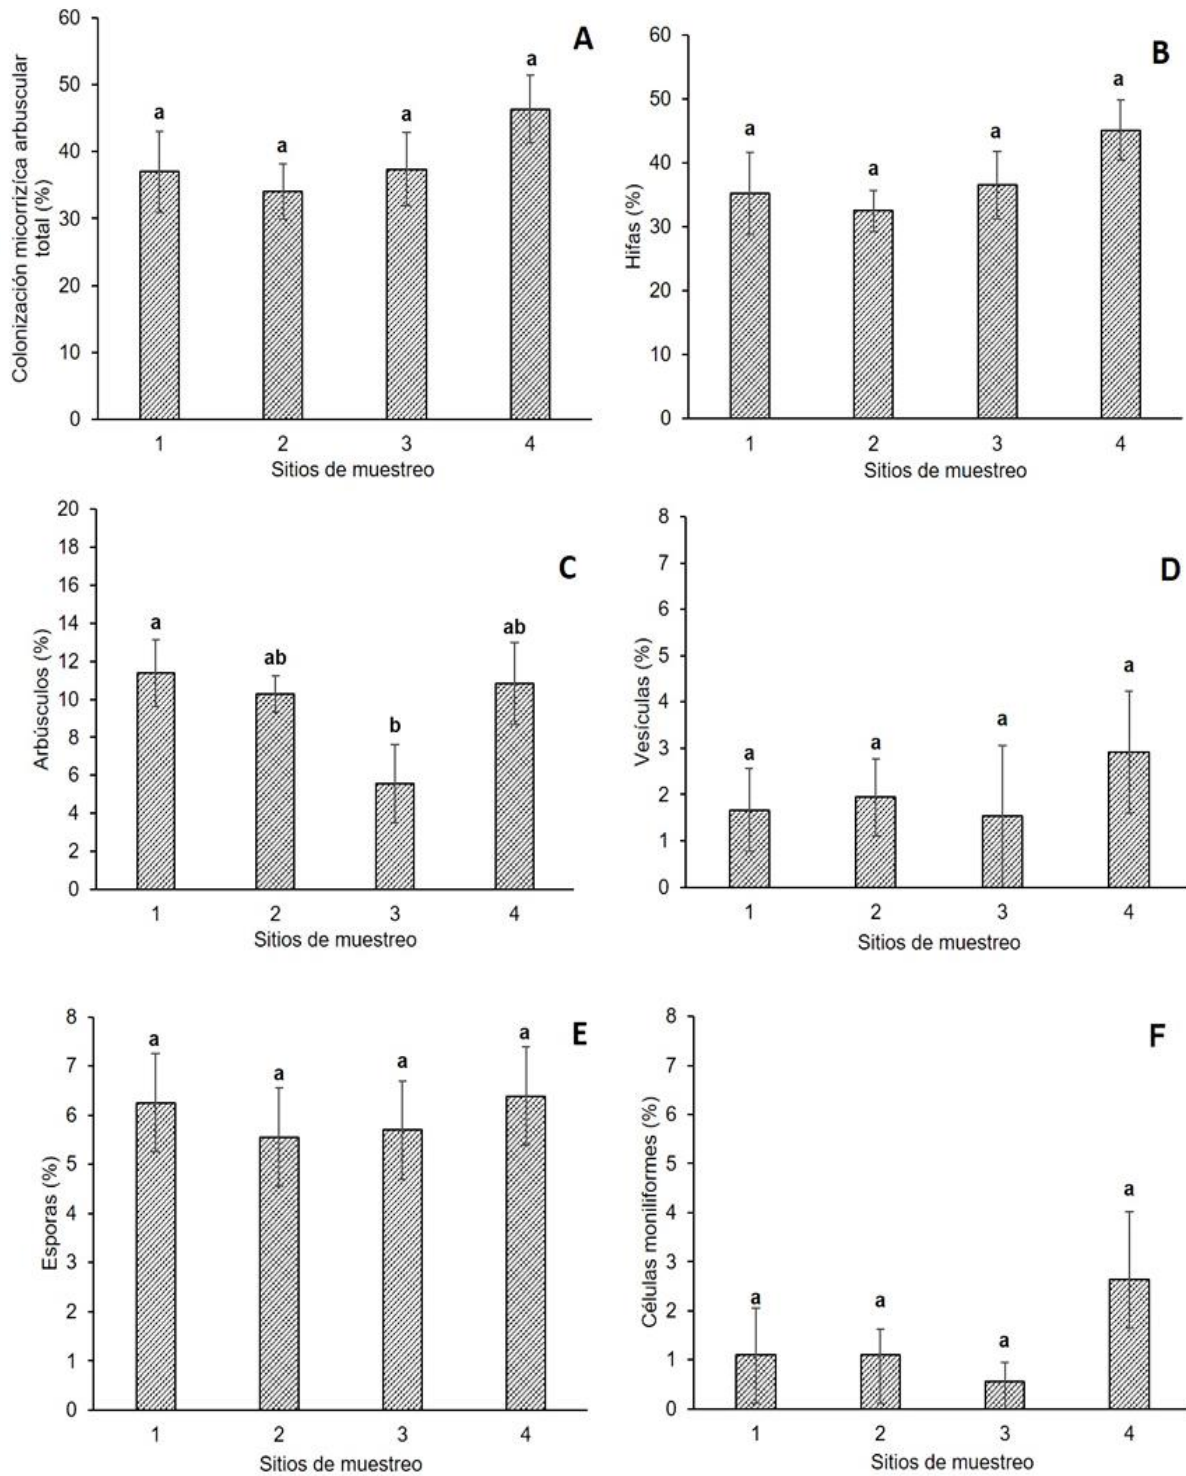 A
Colonización micorrizíca arbuscular
total (%)
60
50
40
30
20
10
0
a
a
a
a
1 2 3 4
Sitios de muestreo
B
Hifas (%)
60
50
40
30
20
10
0
a
a
a
a
1 2 3 4
Sitios de muestreo
C
Arbúsculos (%)
20
18
16
14
12
10
8
6
4
2
0
a
ab
b
ab
1 2 3 4
Sitios de muestreo
D
Vesículas (%)
8
7
6
5
4
3
2
1
0
a
a
a
a
1 2 3 4
Sitios de muestreo
E
Esporas (%)
8
7
6
5
4
3
2
1
0
a
a
a
a
1 2 3 4
Sitios de muestreo
F
Células moniliformes (%)
8
7
6
5
4
3
2
1
0
a
a
a
a
1 2 3 4
Sitios de muestreo